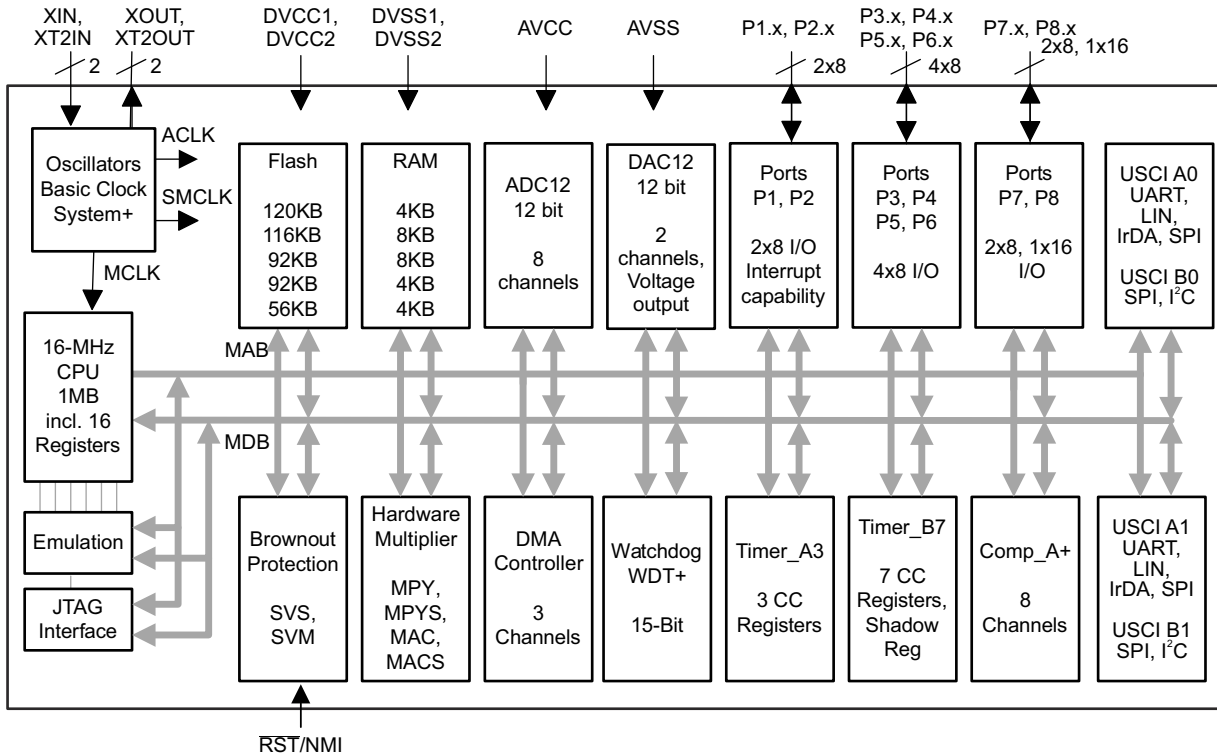 XIN,
XT2IN
2
XOUT,
XT2OUT
2
DVCC1,
DVCC2
DVSS1,
DVSS2
AVCC
AVSS
P1.x, P2.x
2x8
P3.x, P4.x
P5.x, P6.x
4x8
P7.x, P8.x
2x8, 1x16
Oscillators
Basic Clock
System+
ACLK
SMCLK
MCLK
Flash
120KB
116KB
92KB
92KB
56KB
RAM
4KB
8KB
8KB
4KB
4KB
ADC12
12 bit
8
channels
DAC12
12 bit
2
channels,
Voltage
output
Ports
P1, P2
2x8 I/O
Interrupt
capability
Ports
P3, P4
P5, P6
4x8 I/O
Ports
P7, P8
2x8, 1x16
I/O
USCI A0
UART,
LIN,
IrDA, SPI
USCI B0
SPI, I²C
16-MHz
CPU
1MB
incl. 16
Registers
MAB
MDB
Emulation
JTAG
Interface
Brownout
Protection
SVS,
SVM
Hardware
Multiplier
MPY,
MPYS,
MAC,
MACS
DMA
Controller
3
Channels
Watchdog
WDT+
15-Bit
Timer_A3
3 CC
Registers
Timer_B7
7 CC
Registers,
Shadow
Reg
Comp_A+
8
Channels
USCI A1
UART,
LIN,
IrDA, SPI
USCI B1
SPI, I²C
RST/NMI